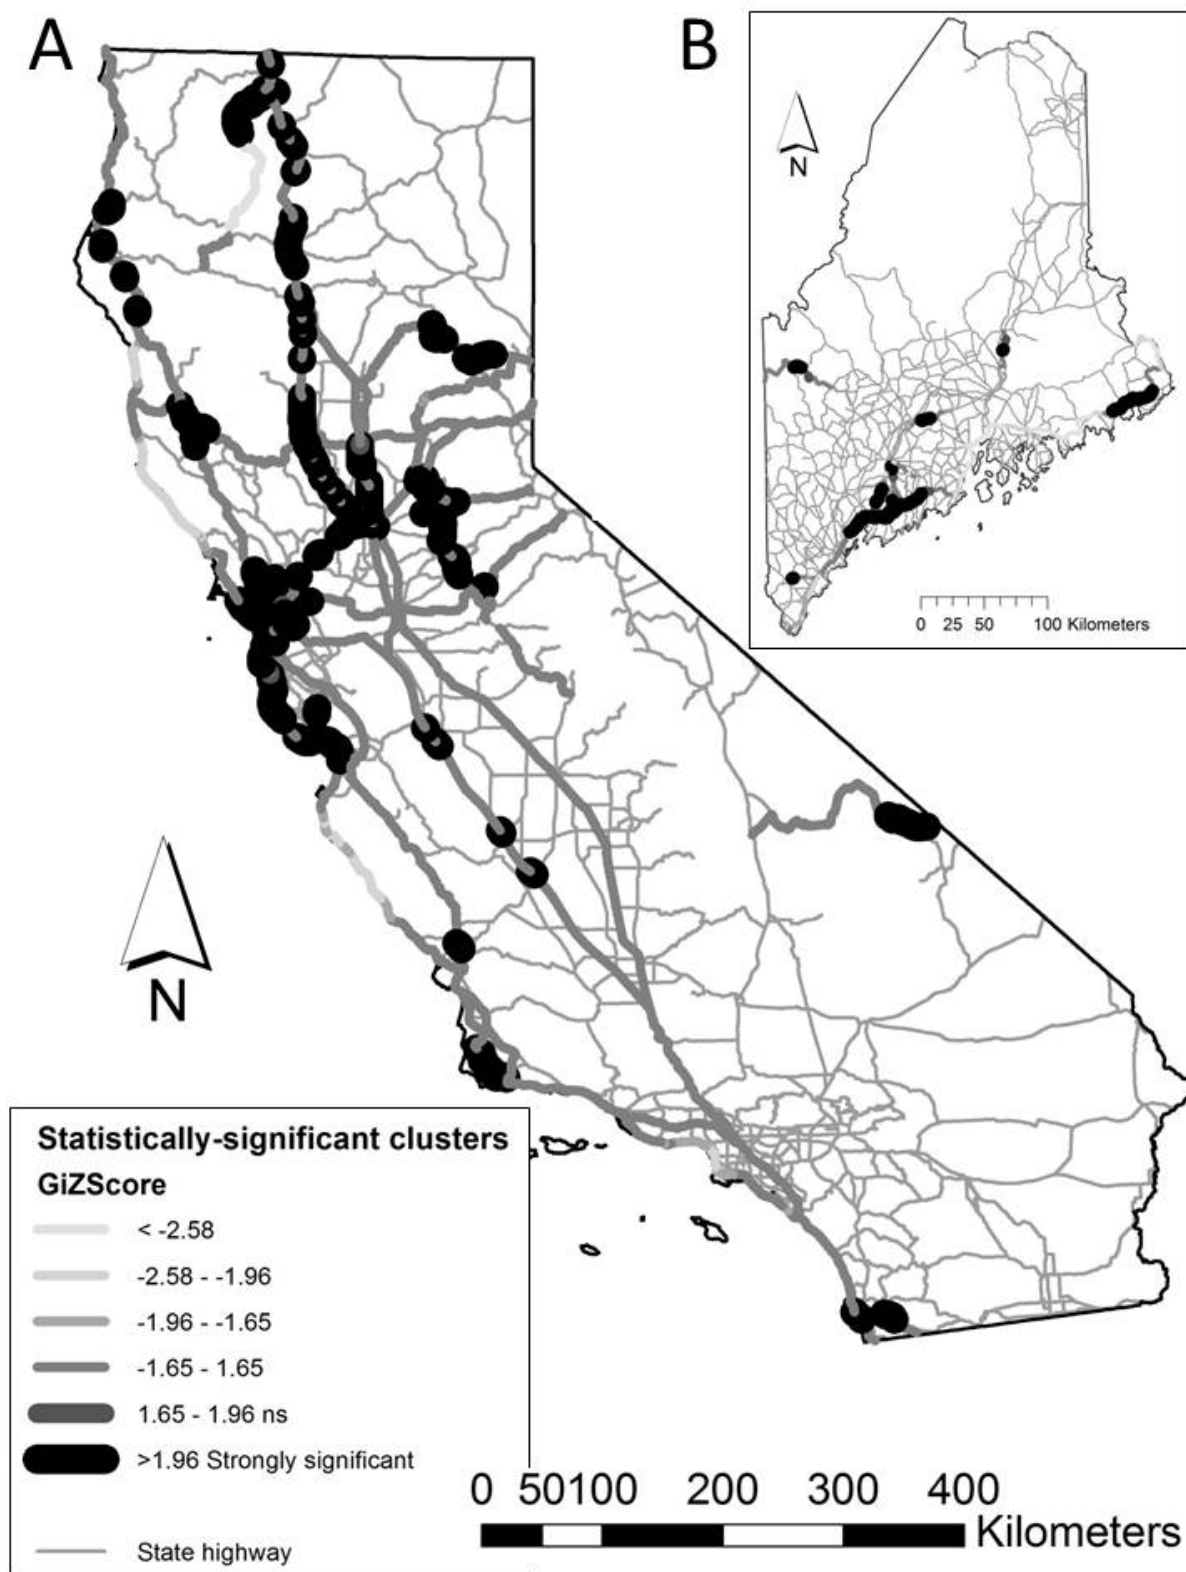 A
B
N
0 25 50 100 Kilometers
N
Statistically-significant clusters
GiZScore
< -2.58
-2.58 - -1.96
-1.96 - -1.65
-1.65 - 1.65
1.65 - 1.96 ns
>1.96 Strongly significant
State highway
0 50 100 200 300 400
Kilometers